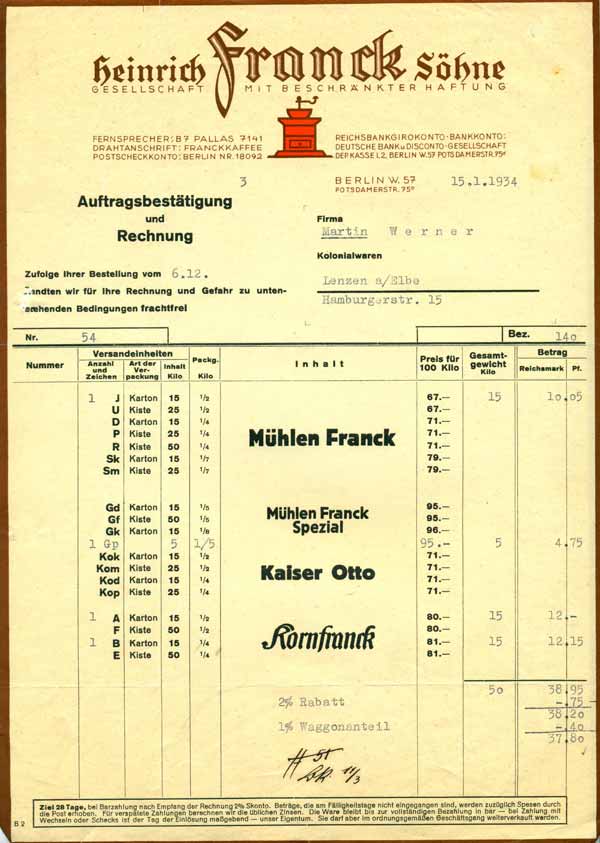 Heinrich Franck Söhne
GESELLSCHAFT MIT BESCHRÄNKTER HAFTUNG
FERNSPRECHER: B7 PALLAS 7141
DRAHTANSCHRIFT: FRANCKKAFFEE
POSTSCHECKKONTO: BERLIN NR. 18092
REICHSBANKGIROKONTO · BANKKONTO:
DEUTSCHE BANK u. DISCONTO-GESELLSCHAFT
DEP. KASSE L 2, BERLIN W. 57 POTSDAMERSTR. 75a
3
BERLIN W. 57
POTSDAMERSTR. 75a
15.1.1934
Auftragsbestätigung
und
Rechnung
Firma
Martin Werner
Kolonialwaren
Lenzen a/Elbe
Hamburgerstr. 15
Zufolge Ihrer Bestellung vom 6.12.
sandten wir für Ihre Rechnung und Gefahr zu unten-
stehenden Bedingungen frachtfrei
Nr. 54 Bez. 140
Nummer Versandeinheiten Packg. Inhalt Preis für Gesamt- Betrag
Anzahl und Zeichen Art der Ver- packung Inhalt Kilo Kilo 100 Kilo gewicht Kilo Reichsmark Pf.
1 J Karton 15 1/2 67.— 15 10.05
U Kiste 25 1/2 67.—
D Karton 15 1/4 71.—
P Kiste 25 1/4 71.—
Mühlen Franck
R Kiste 50 1/4 71.—
Sk Karton 15 1/7 79.—
Sm Kiste 25 1/7 79.—
Gd Karton 15 1/5 95.—
Mühlen Franck
Gf Kiste 50 1/5 95.—
Spezial
Gk Karton 15 1/8 96.—
1 Gp 5 1/5 95.— 5 4.75
Kok Karton 15 1/2 71.—
Kom Kiste 25 1/2 71.—
Kaiser Otto
Kod Karton 15 1/4 71.—
Kop Kiste 25 1/4 71.—
1 A Karton 15 1/2 80.— 15 12.-
F Kiste 50 1/2 80.—
Kornfranck
1 B Karton 15 1/4 81.— 15 12.15
E Kiste 50 1/4 81.—
50 38.95
2% Rabatt -.75
38.20
1% Waggonanteil -.40
37.80
11/3
Ziel 28 Tage, bei Barzahlung nach Empfang der Rechnung 2% Skonto. Beträge, die am Fälligkeitstage nicht eingegangen sind, werden zuzüglich Spesen durch
die Post erhoben. Für verspätete Zahlungen berechnen wir die üblichen Zinsen. Die Ware bleibt bis zur vollständigen Bezahlung in bar — bei Zahlung mit
Wechseln oder Schecks ist der Tag der Einlösung maßgebend — unser Eigentum. Sie darf aber im ordnungsgemäßen Geschäftsgang weiterverkauft werden.
B 2